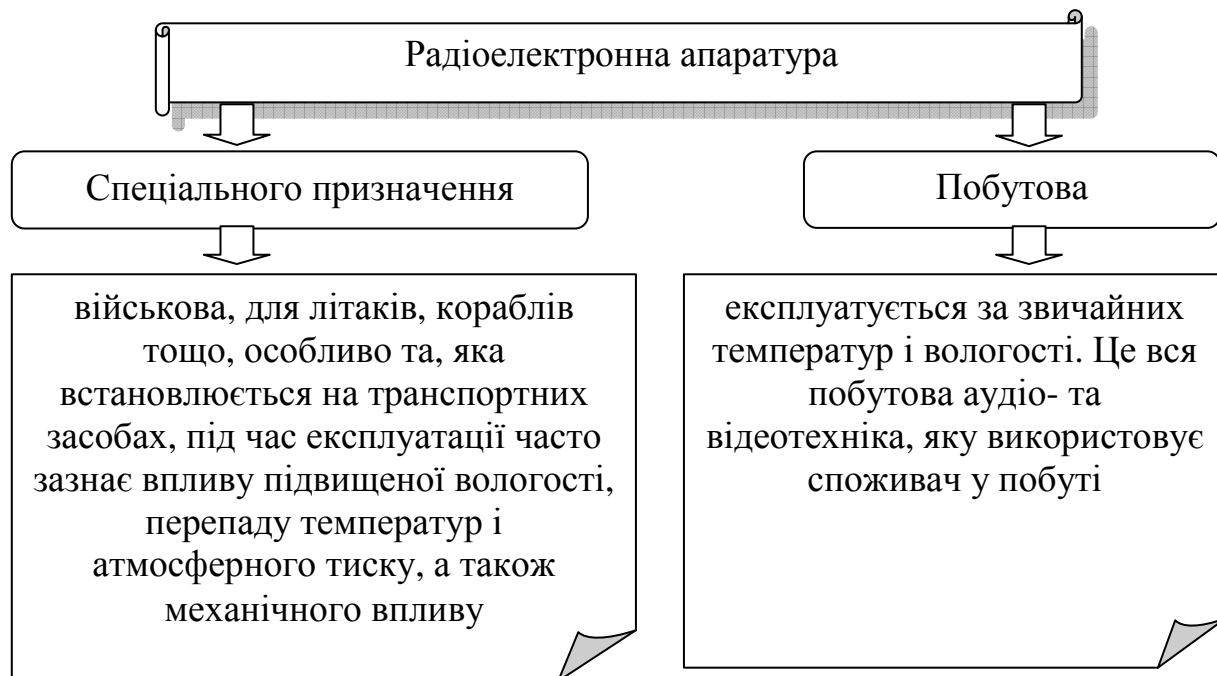 Радіоелектронна апаратура
Спеціального призначення
Побутова
військова, для літаків, кораблів
тощо, особливо та, яка
встановлюється на транспортних
засобах, під час експлуатації часто
зазнає впливу підвищеної вологості,
перепаду температур і
атмосферного тиску, а також
механічного впливу
експлуатується за звичайних
температур і вологості. Це вся
побутова аудіо- та
відеотехніка, яку використовує
споживач у побуті